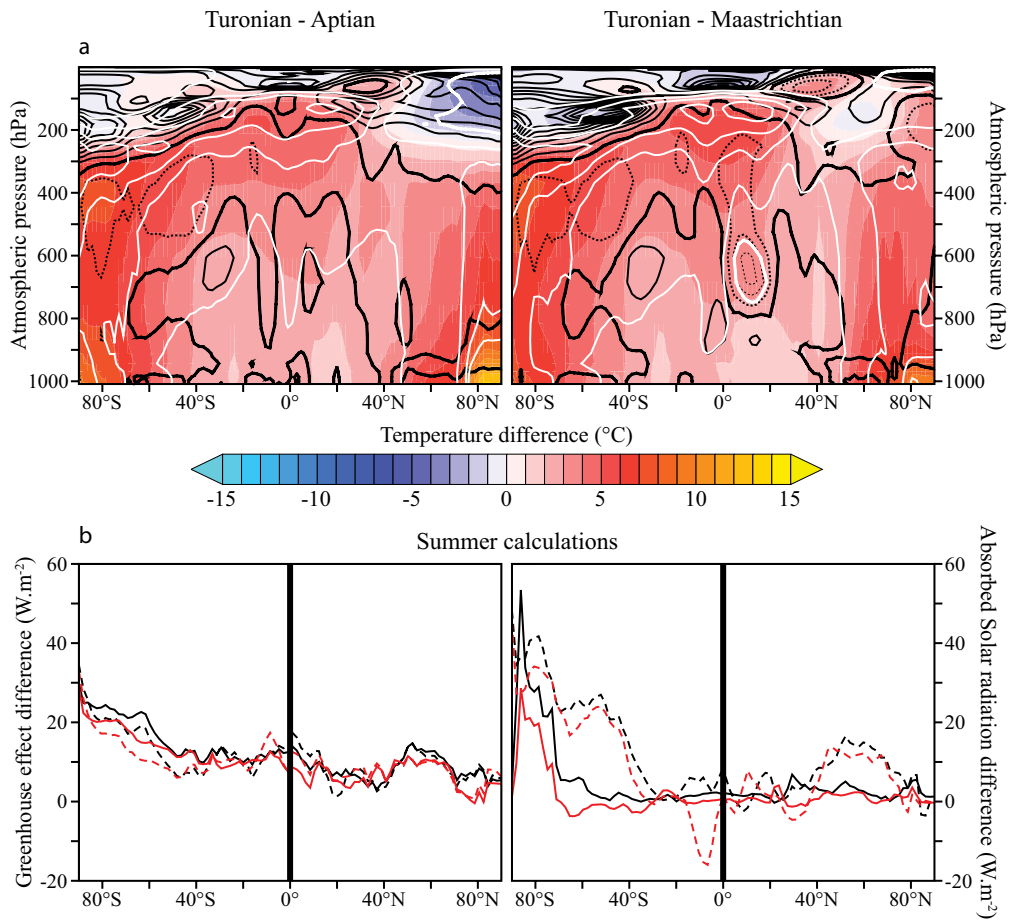 Turonian - Aptian
Turonian - Maastrichtian
a
Atmospheric pressure (hPa)
200
400
600
800
1000
80°S
40°S
0°
40°N
80°N
80°S
40°S
0°
40°N
80°N
200
400
600
800
1000
Atmospheric pressure (hPa)
Temperature difference (°C)
-15
-10
-5
0
5
10
15
b
Summer calculations
Greenhouse effect difference (W.m-2)
60
40
20
0
-20
80°S
40°S
0°
40°N
80°N
80°S
40°S
0°
40°N
80°N
60
40
20
0
-20
Absorbed Solar radiation difference (W.m-2)